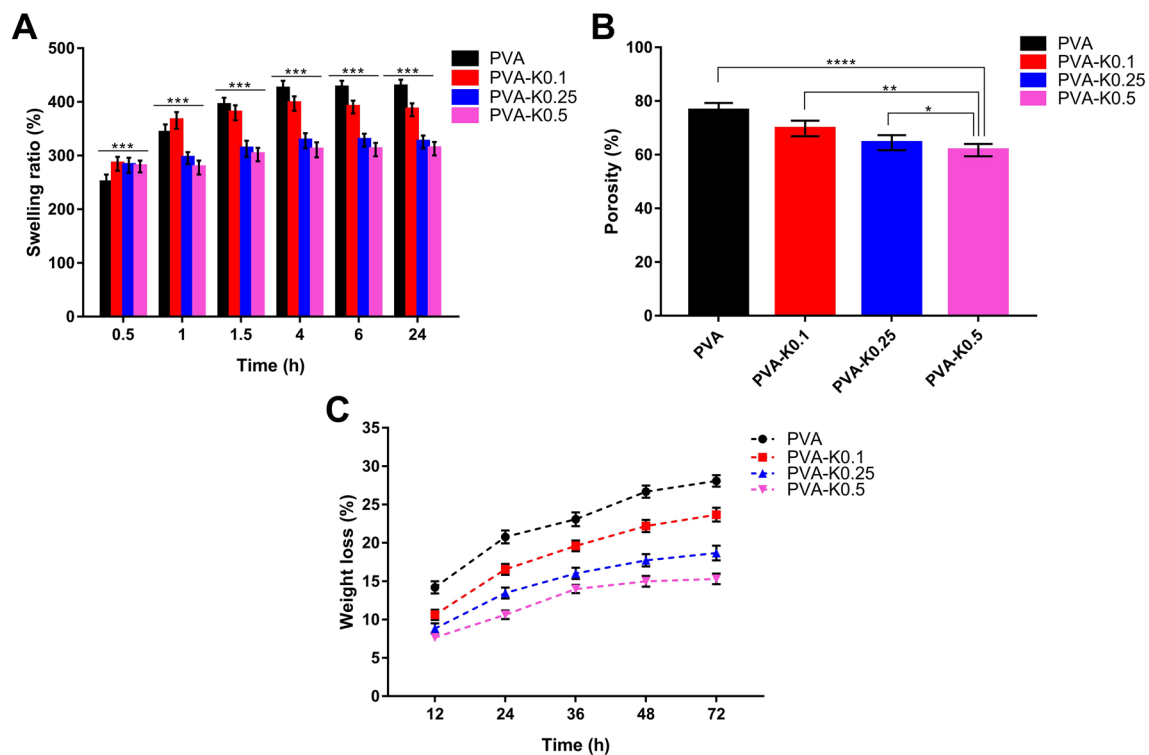 A
Swelling ratio (%)
500
400
300
200
100
0
***
***
***
***
***
***
0.5
1
1.5
4
6
24
Time (h)
PVA
PVA-K0.1
PVA-K0.25
PVA-K0.5
B
Porosity (%)
100
80
60
40
20
0
****
**
*
PVA
PVA-K0.1
PVA-K0.25
PVA-K0.5
PVA
PVA-K0.1
PVA-K0.25
PVA-K0.5
C
Weight loss (%)
35
30
25
20
15
10
5
0
12
24
36
48
72
Time (h)
PVA
PVA-K0.1
PVA-K0.25
PVA-K0.5